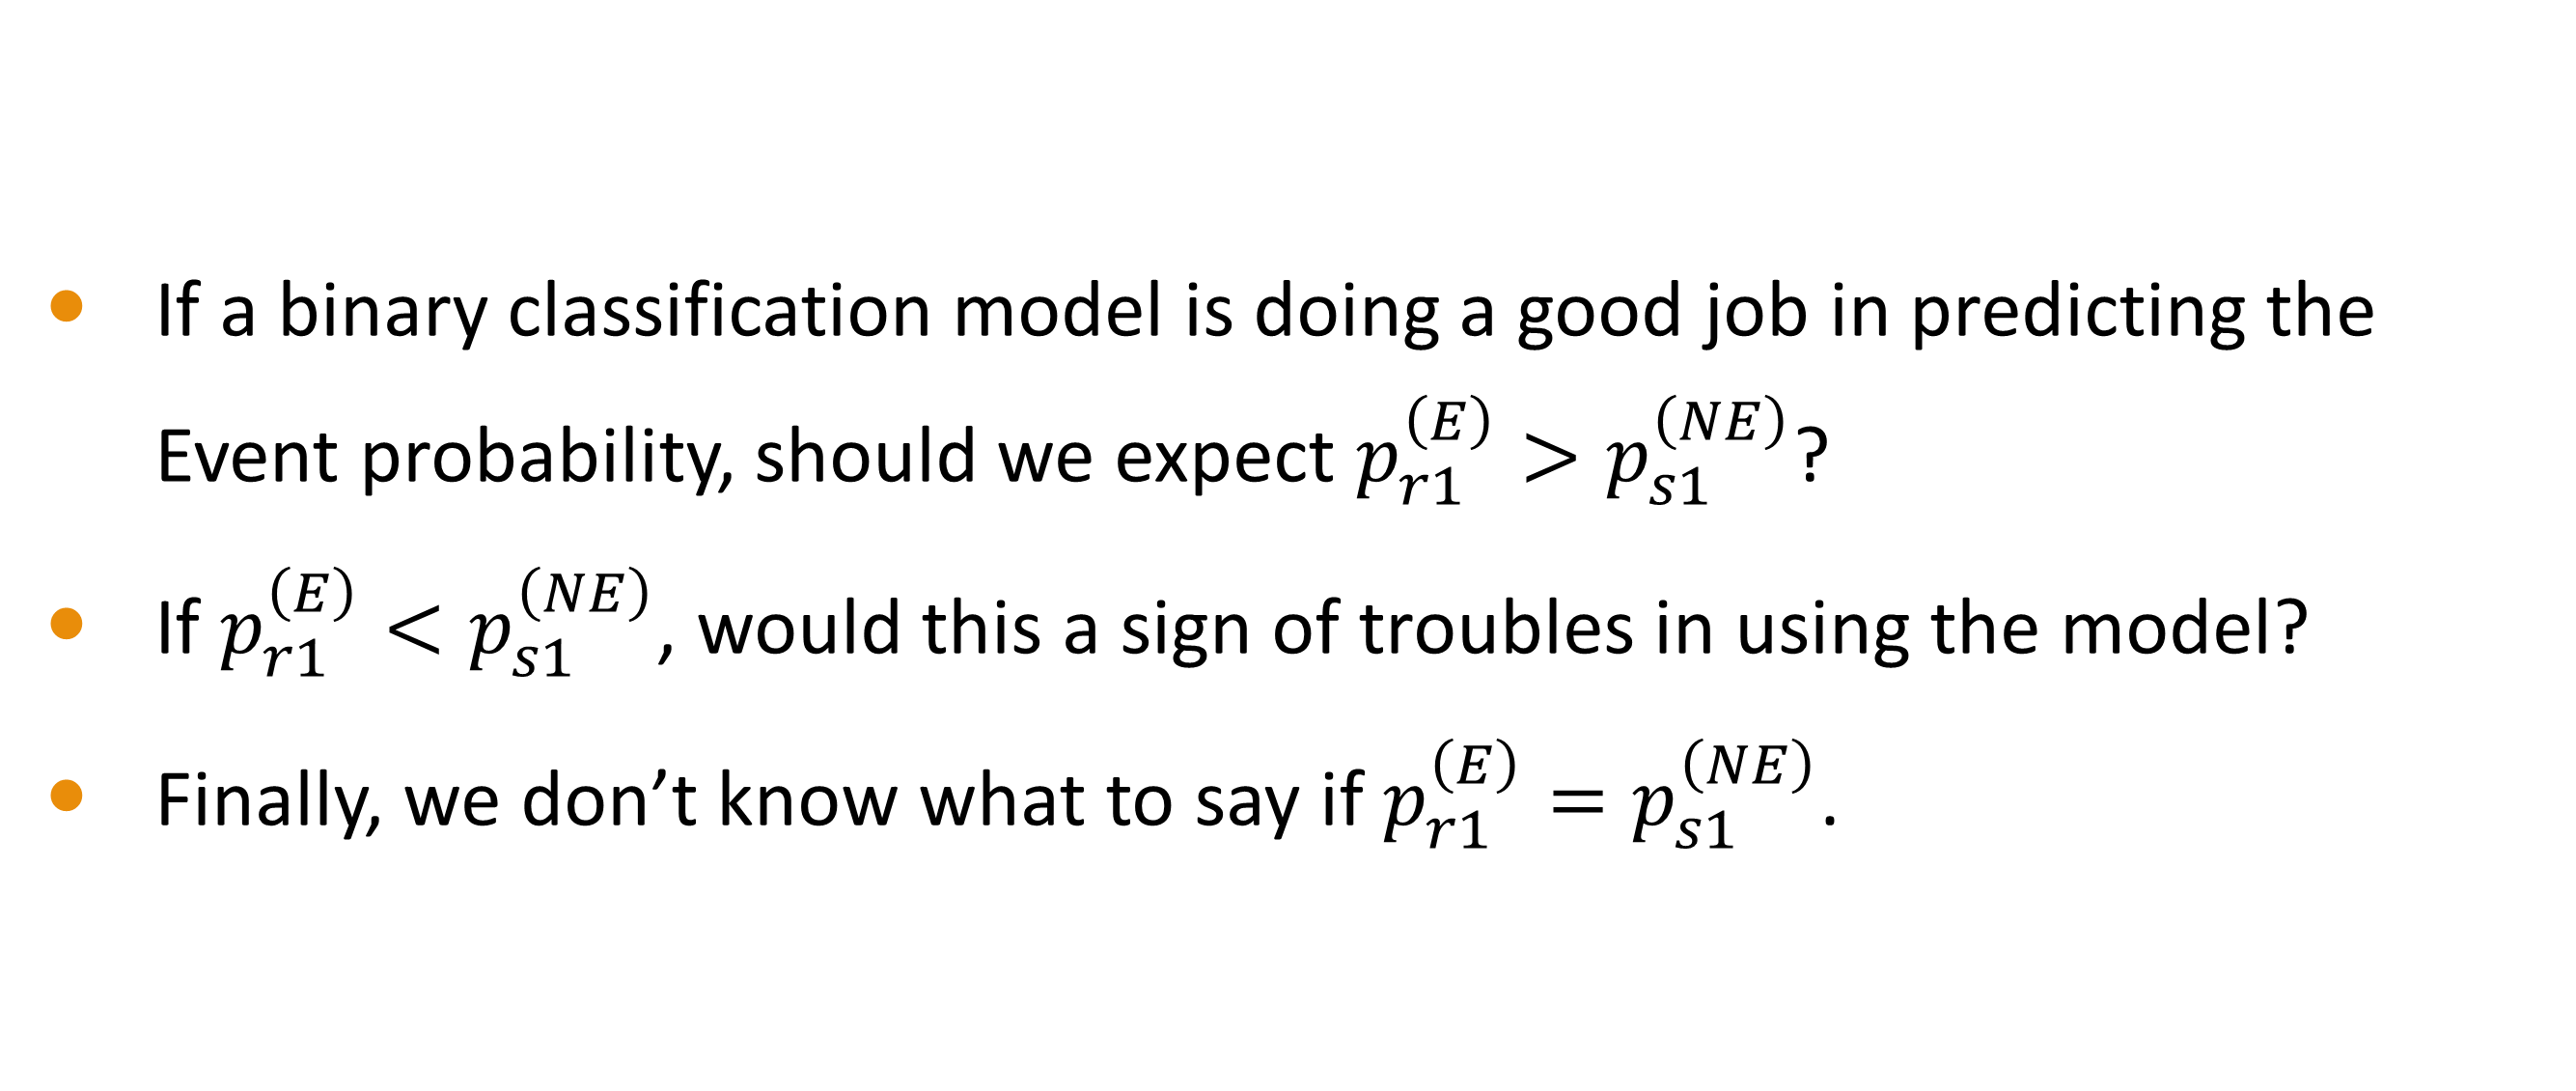 • If a binary classification model is doing a good job in predicting the
Event probability, should we expect $p_{r1}^{(E)} > p_{s1}^{(NE)}$?
• If $p_{r1}^{(E)} < p_{s1}^{(NE)}$, would this a sign of troubles in using the model?
• Finally, we don’t know what to say if $p_{r1}^{(E)} = p_{s1}^{(NE)}$.